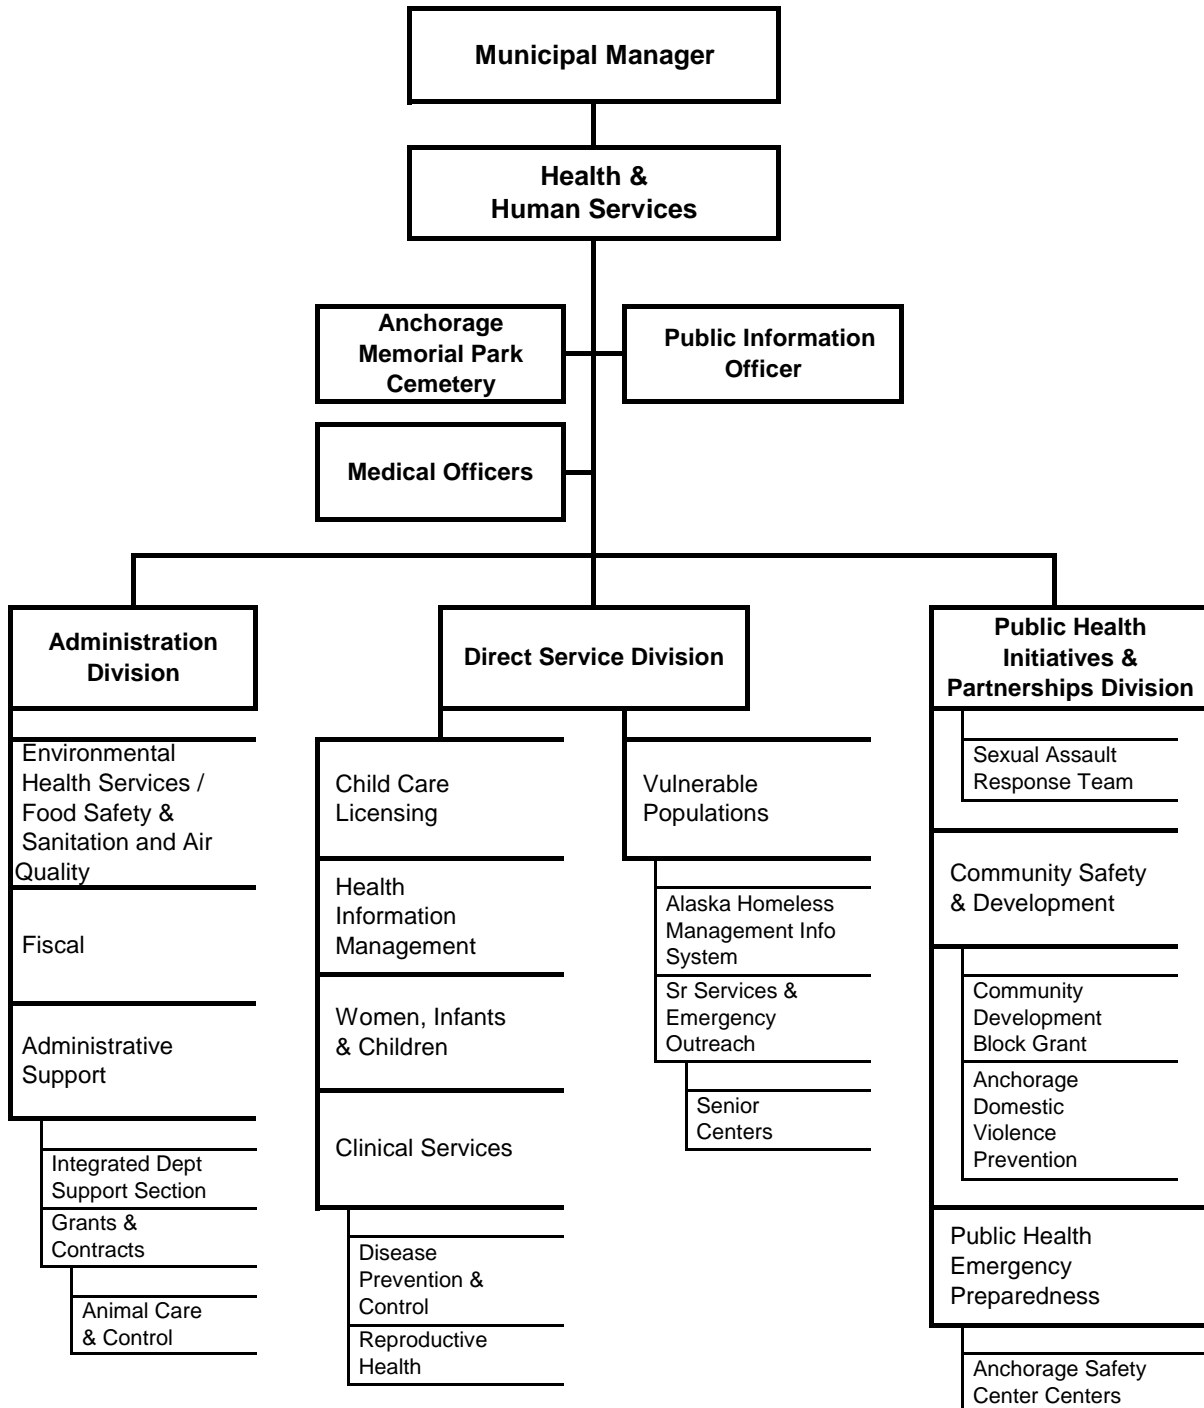 Municipal Manager
Health &
Human Services
Anchorage
Memorial Park
Cemetery
Public Information
Officer
Medical Officers
Administration
Division
Environmental
Health Services /
Food Safety &
Sanitation and Air
Quality
Fiscal
Administrative
Support
Integrated Dept
Support Section
Grants &
Contracts
Animal Care
& Control
Direct Service Division
Child Care
Licensing
Health
Information
Management
Women, Infants
& Children
Clinical Services
Disease
Prevention &
Control
Reproductive
Health
Vulnerable
Populations
Alaska Homeless
Management Info
System
Sr Services &
Emergency
Outreach
Senior
Centers
Public Health
Initiatives &
Partnerships Division
Sexual Assault
Response Team
Community Safety
& Development
Community
Development
Block Grant
Anchorage
Domestic
Violence
Prevention
Public Health
Emergency
Preparedness
Anchorage Safety
Center Centers